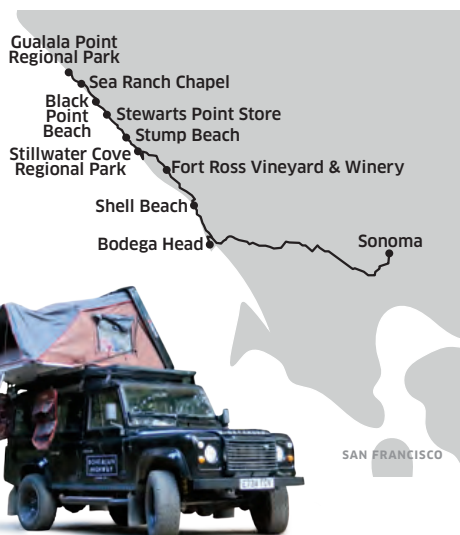 Gualala Point
Regional Park
Sea Ranch Chapel
Black
Point
Beach
Stewarts Point Store
Stump Beach
Stillwater Cove
Regional Park
Fort Ross Vineyard & Winery
Shell Beach
Bodega Head
Sonoma
SAN FRANCISCO
HIGHWAY